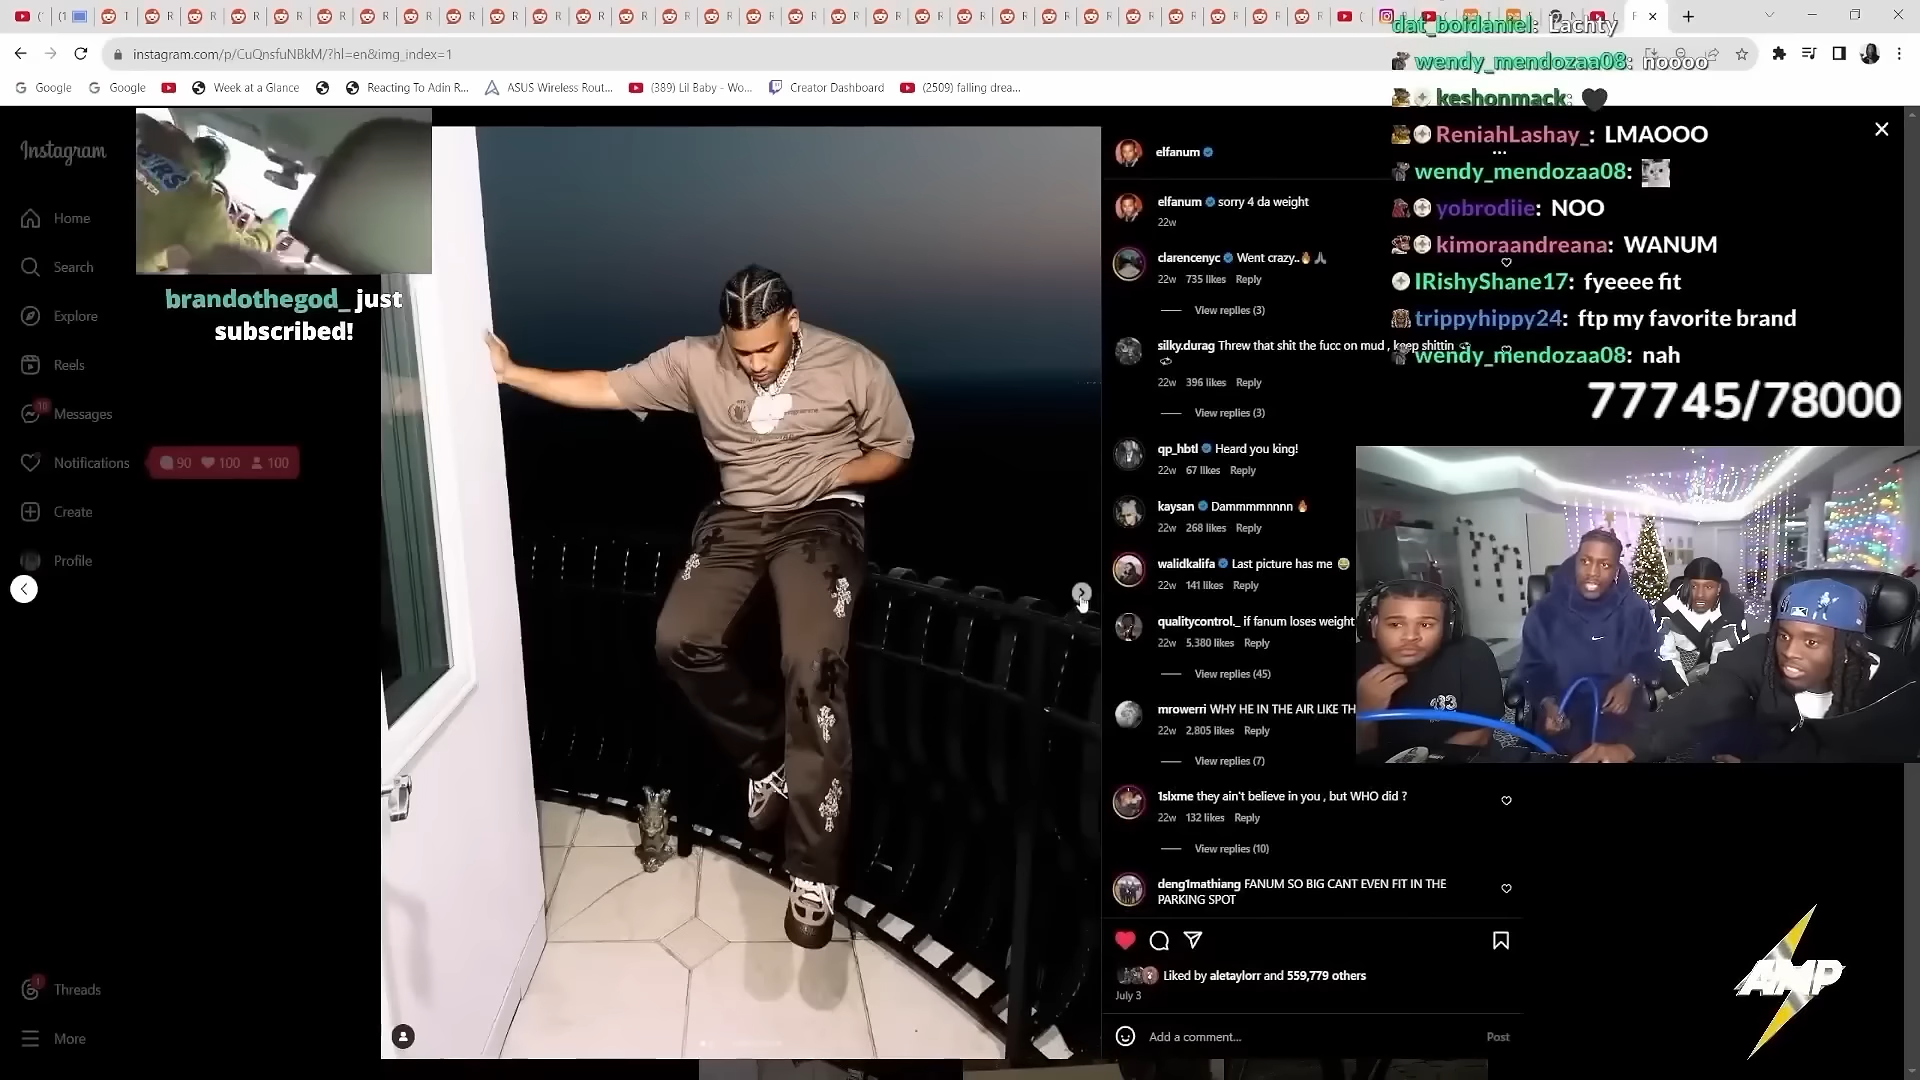 instagram.com/p/CuQnsfuNBkM/?hl=en&img_index=1
Google
Google
Week at a Glance
Reacting To Adin R...
ASUS Wireless Rout...
(389) Lil Baby - Wo...
Creator Dashboard
(2509) falling drea...
Instagram
Home
Search
Explore
Reels
Messages
Notifications
90 100 100
Create
Profile
Threads
More
brandothegod_ just
subscribed!
elfanum
elfanum sorry 4 da weight
22w
clarencenyc Went crazy..
22w 735 likes Reply
View replies (3)
silky.durag Threw that shit the fucc on mud , keep shittin
22w 396 likes Reply
View replies (3)
qp_hbtl Heard you king!
22w 67 likes Reply
kaysan Dammmmnnnn
22w 268 likes Reply
walidkalifa Last picture has me
22w 141 likes Reply
qualitycontrol._ if fanum loses weight
22w 5,380 likes Reply
View replies (45)
mrowerri WHY HE IN THE AIR LIKE TH
22w 2,805 likes Reply
View replies (7)
1slxme they ain't believe in you , but WHO did ?
22w 132 likes Reply
View replies (10)
deng1mathiang FANUM SO BIG CANT EVEN FIT IN THE
PARKING SPOT
Liked by aletaylorr and 559,779 others
July 3
Add a comment...
Post
dat_boidaniel: Lachty
wendy_mendozaa08: noooo
keshonmack:
ReniahLashay_: LMAOOO
wendy_mendozaa08:
yobrodiie: NOO
kimoraandreana: WANUM
IRishyShane17: fyeeee fit
trippyhippy24: ftp my favorite brand
wendy_mendozaa08: nah
77745/78000
AMP